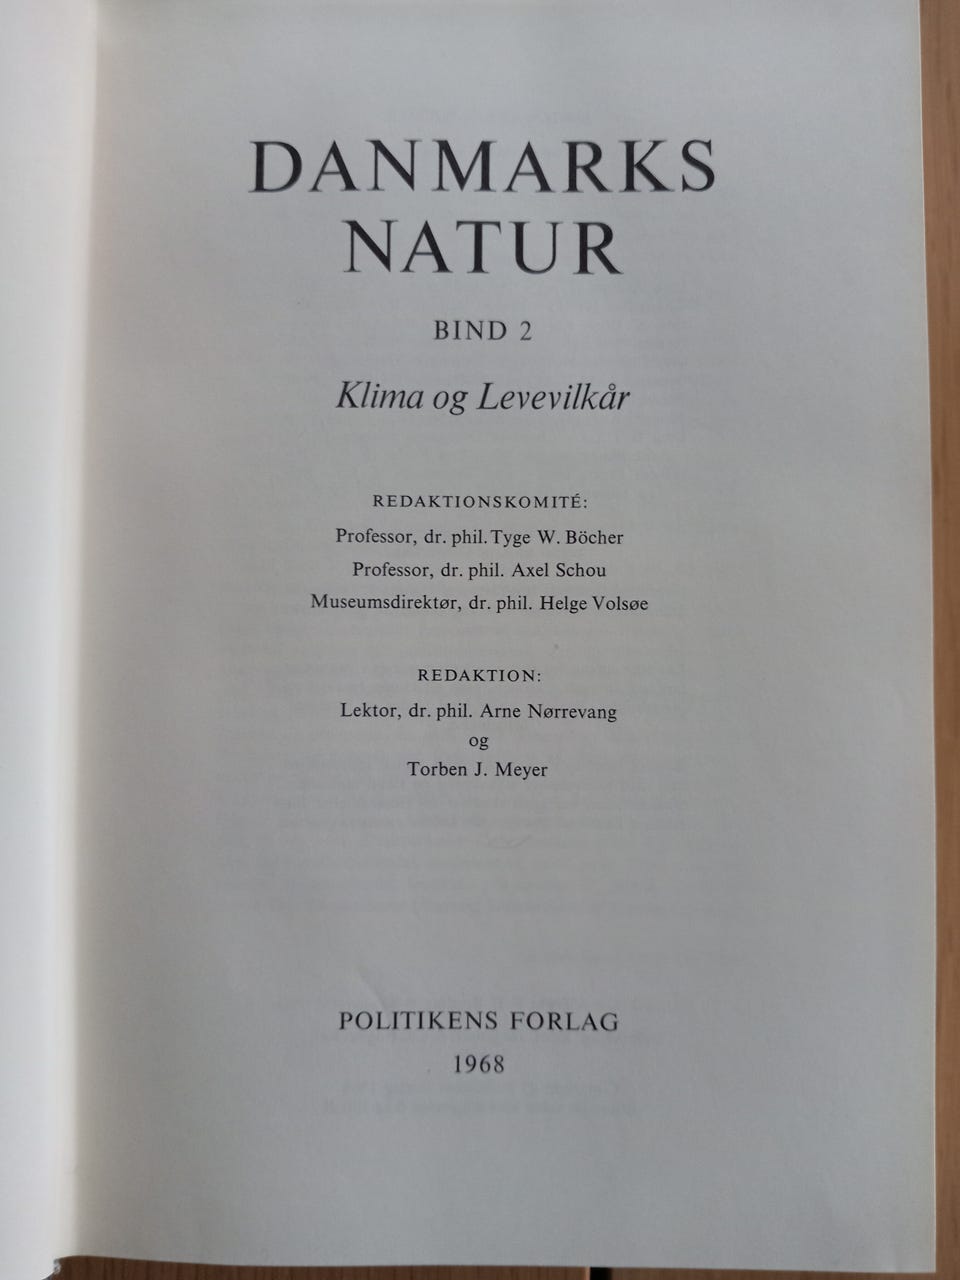 DANMARKS
NATUR
BIND 2
Klima og Levevilkår
REDAKTIONSKOMITÉ:
Professor, dr. phil. Tyge W. Böcher
Professor, dr. phil. Axel Schou
Museumsdirektør, dr. phil. Helge Volsøe
REDAKTION:
Lektor, dr. phil. Arne Nørrevang
og
Torben J. Meyer
POLITIKENS FORLAG
1968